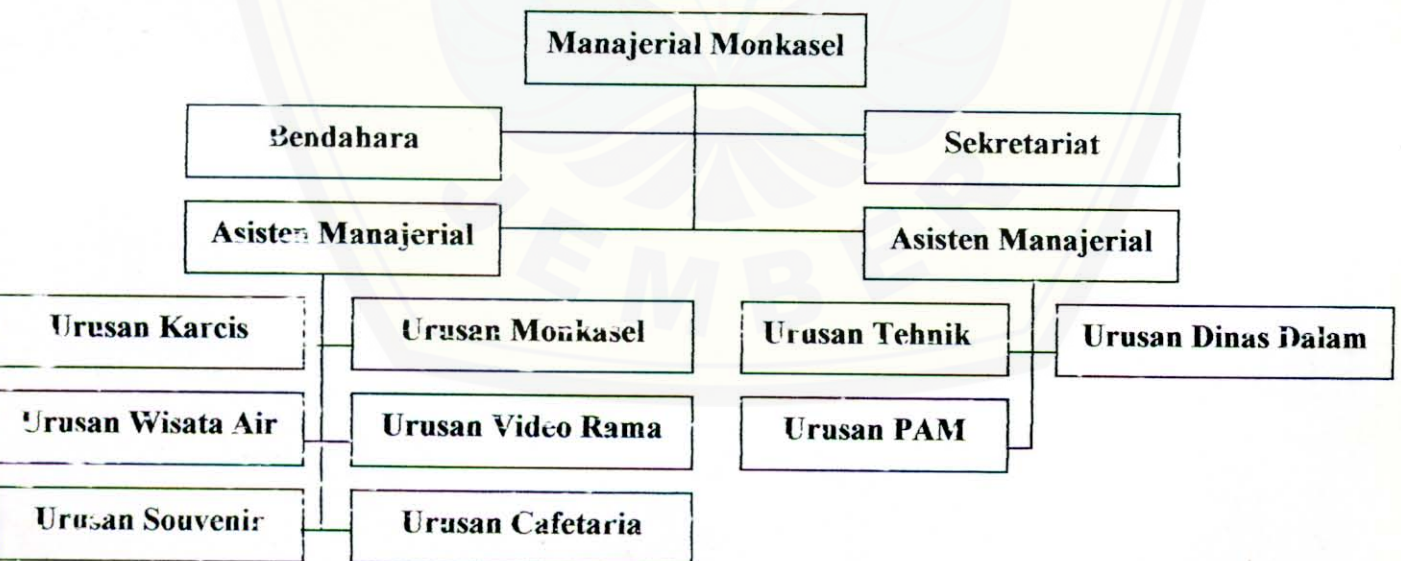 Manajerial Monkasel
Bendahara
Sekretariat
Asisten Manajerial
Asisten Manajerial
Urusan Karcis
Urusan Monkasel
Urusan Tehnik
Urusan Dinas Dalam
Urusan Wisata Air
Urusan Video Rama
Urusan PAM
Urusan Souvenir
Urusan Cafetaria
JEMBER